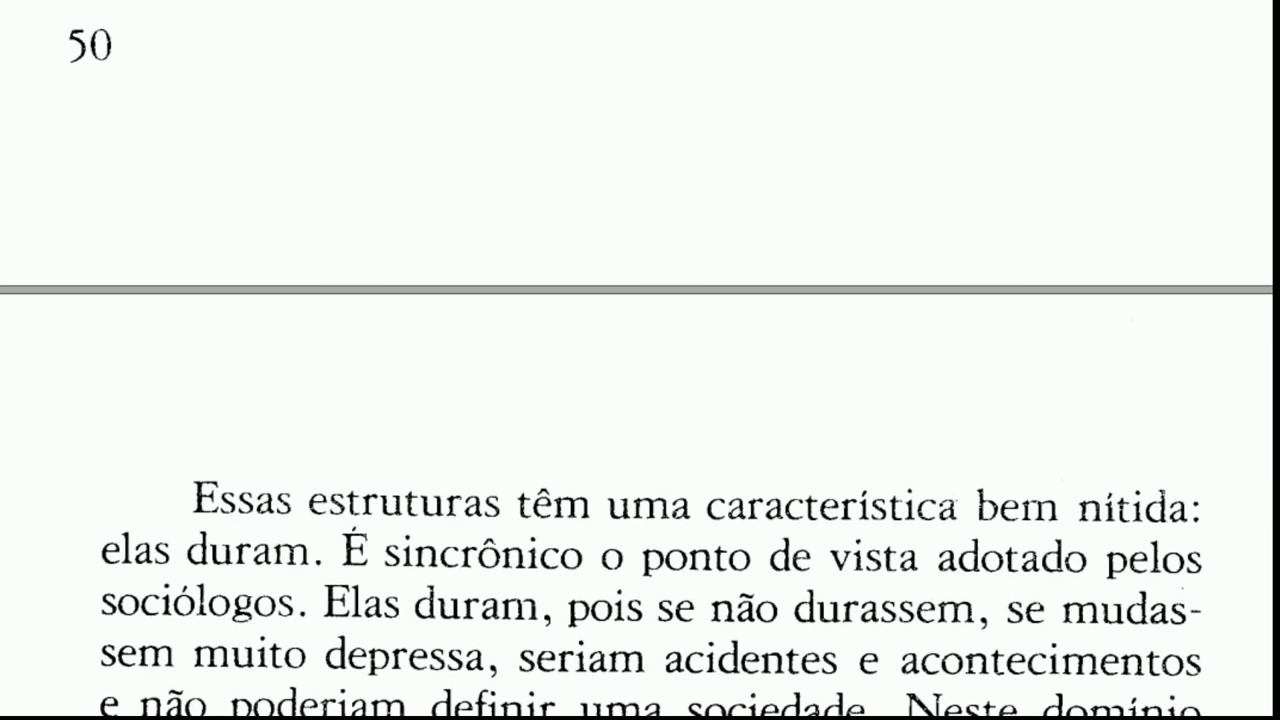 50
Essas estruturas têm uma característica bem nítida:
elas duram. É sincrônico o ponto de vista adotado pelos
sociólogos. Elas duram, pois se não durassem, se mudas-
sem muito depressa, seriam acidentes e acontecimentos
e não poderiam definir uma sociedade. Neste domínio